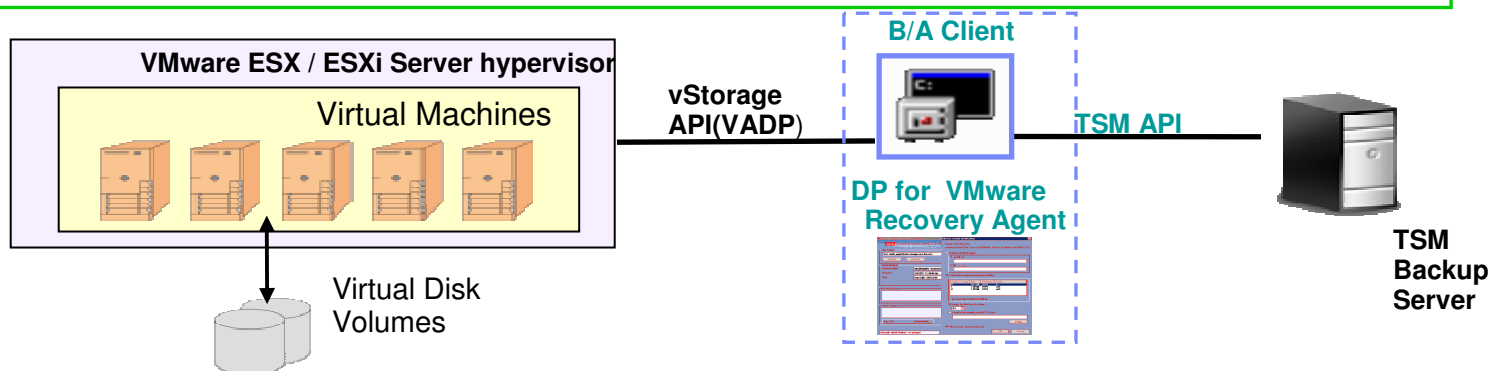 VMware ESX / ESXi Server hypervisor
Virtual Machines
Virtual Disk
Volumes
vStorage
API(VADP)
B/A Client
C:
DP for VMware
Recovery Agent
TSM API
TSM
Backup
Server